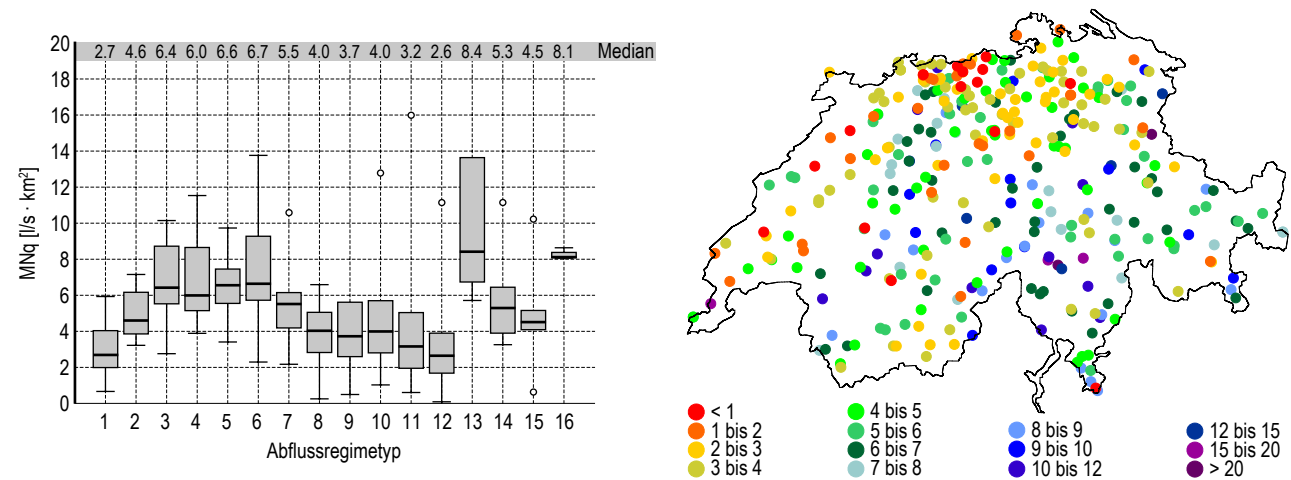 20 2.7 4.6 6.4 6.0 6.6 6.7 5.5 4.0 3.7 4.0 3.2 2.6 8.4 5.3 4.5 8.1 Median
18
16
14
12
10
8
6
4
2
0
MNq [l/s · km²]
1 2 3 4 5 6 7 8 9 10 11 12 13 14 15 16
Abflussregimetyp
< 1
1 bis 2
2 bis 3
3 bis 4
4 bis 5
5 bis 6
6 bis 7
7 bis 8
8 bis 9
9 bis 10
10 bis 12
12 bis 15
15 bis 20
> 20